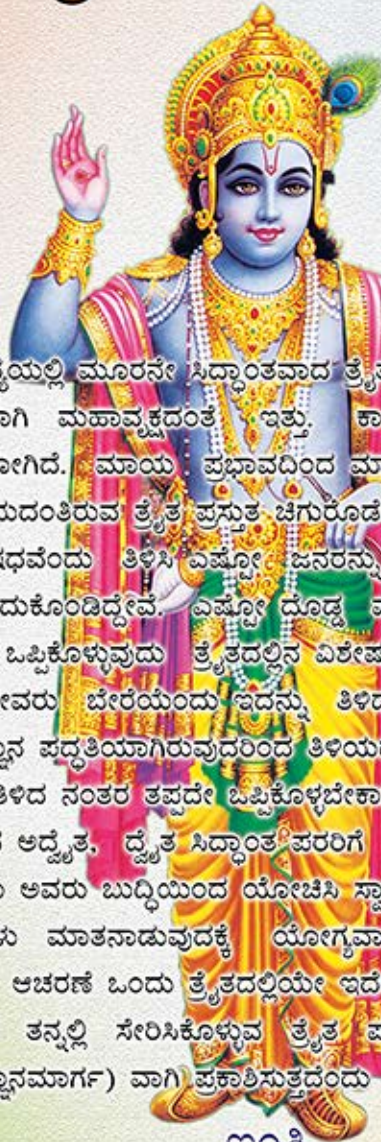 ಯಲ್ಲಿ ಮೂರನೇ ಸಿದ್ಧಾಂತವಾದ ತ್ರೈತ
ಾಗಿ ಮಹಾವೃಕ್ಷದಂತೆ ಇತ್ತು. ಕಾ
ೋಗಿದೆ. ಮಾಯ ಪ್ರಭಾವದಿಂದ ಮಾ
ುದಂತಿರುವ ತ್ರೈತ ಪ್ರಸ್ತುತ ಚಿಗುರೊಡೆ
ಷಧವೆಂದು ತಿಳಿಸಿ ಎಷ್ಟೋ ಜನರನ್ನು
ದುಕೊಂಡಿದ್ದೇವೆ. ಎಷ್ಟೋ ದೊಡ್ಡ
ಒಪ್ಪಿಕೊಳ್ಳುವುದು ತ್ರೈತದಲ್ಲಿನ ವಿಶೇಷ
ೇವರು ಬೇರೆಯೆಂದು ಇದನ್ನು ತಿಳಿದ
ನ ಪದ್ಧತಿಯಾಗಿರುವುದರಿಂದ ತಿಳಿಯ
ತಿಳಿದ ನಂತರ ತಪ್ಪದೇ ಒಪ್ಪಿಕೊಳ್ಳಬೇಕಾ
ಅದ್ವೈತ, ದ್ವೈತ ಸಿದ್ಧಾಂತ ಪರರಿಗೆ
ಅವರು ಬುದ್ಧಿಯಿಂದ ಯೋಚಿಸಿ ಸ್ವಾ
ಳು ಮಾತನಾಡುವುದಕ್ಕೆ ಯೋಗ್ಯವಾ
ಆಚರಣೆ ಒಂದು ತ್ರೈತದಲ್ಲಿಯೇ ಇದೆ
ತನ್ನಲ್ಲಿ ಸೇರಿಸಿಕೊಳ್ಳುವ ತ್ರೈತ ಪ
್ಞಾನಮಾರ್ಗ) ವಾಗಿ ಪ್ರಕಾಶಿಸುತ್ತದೆಂದು